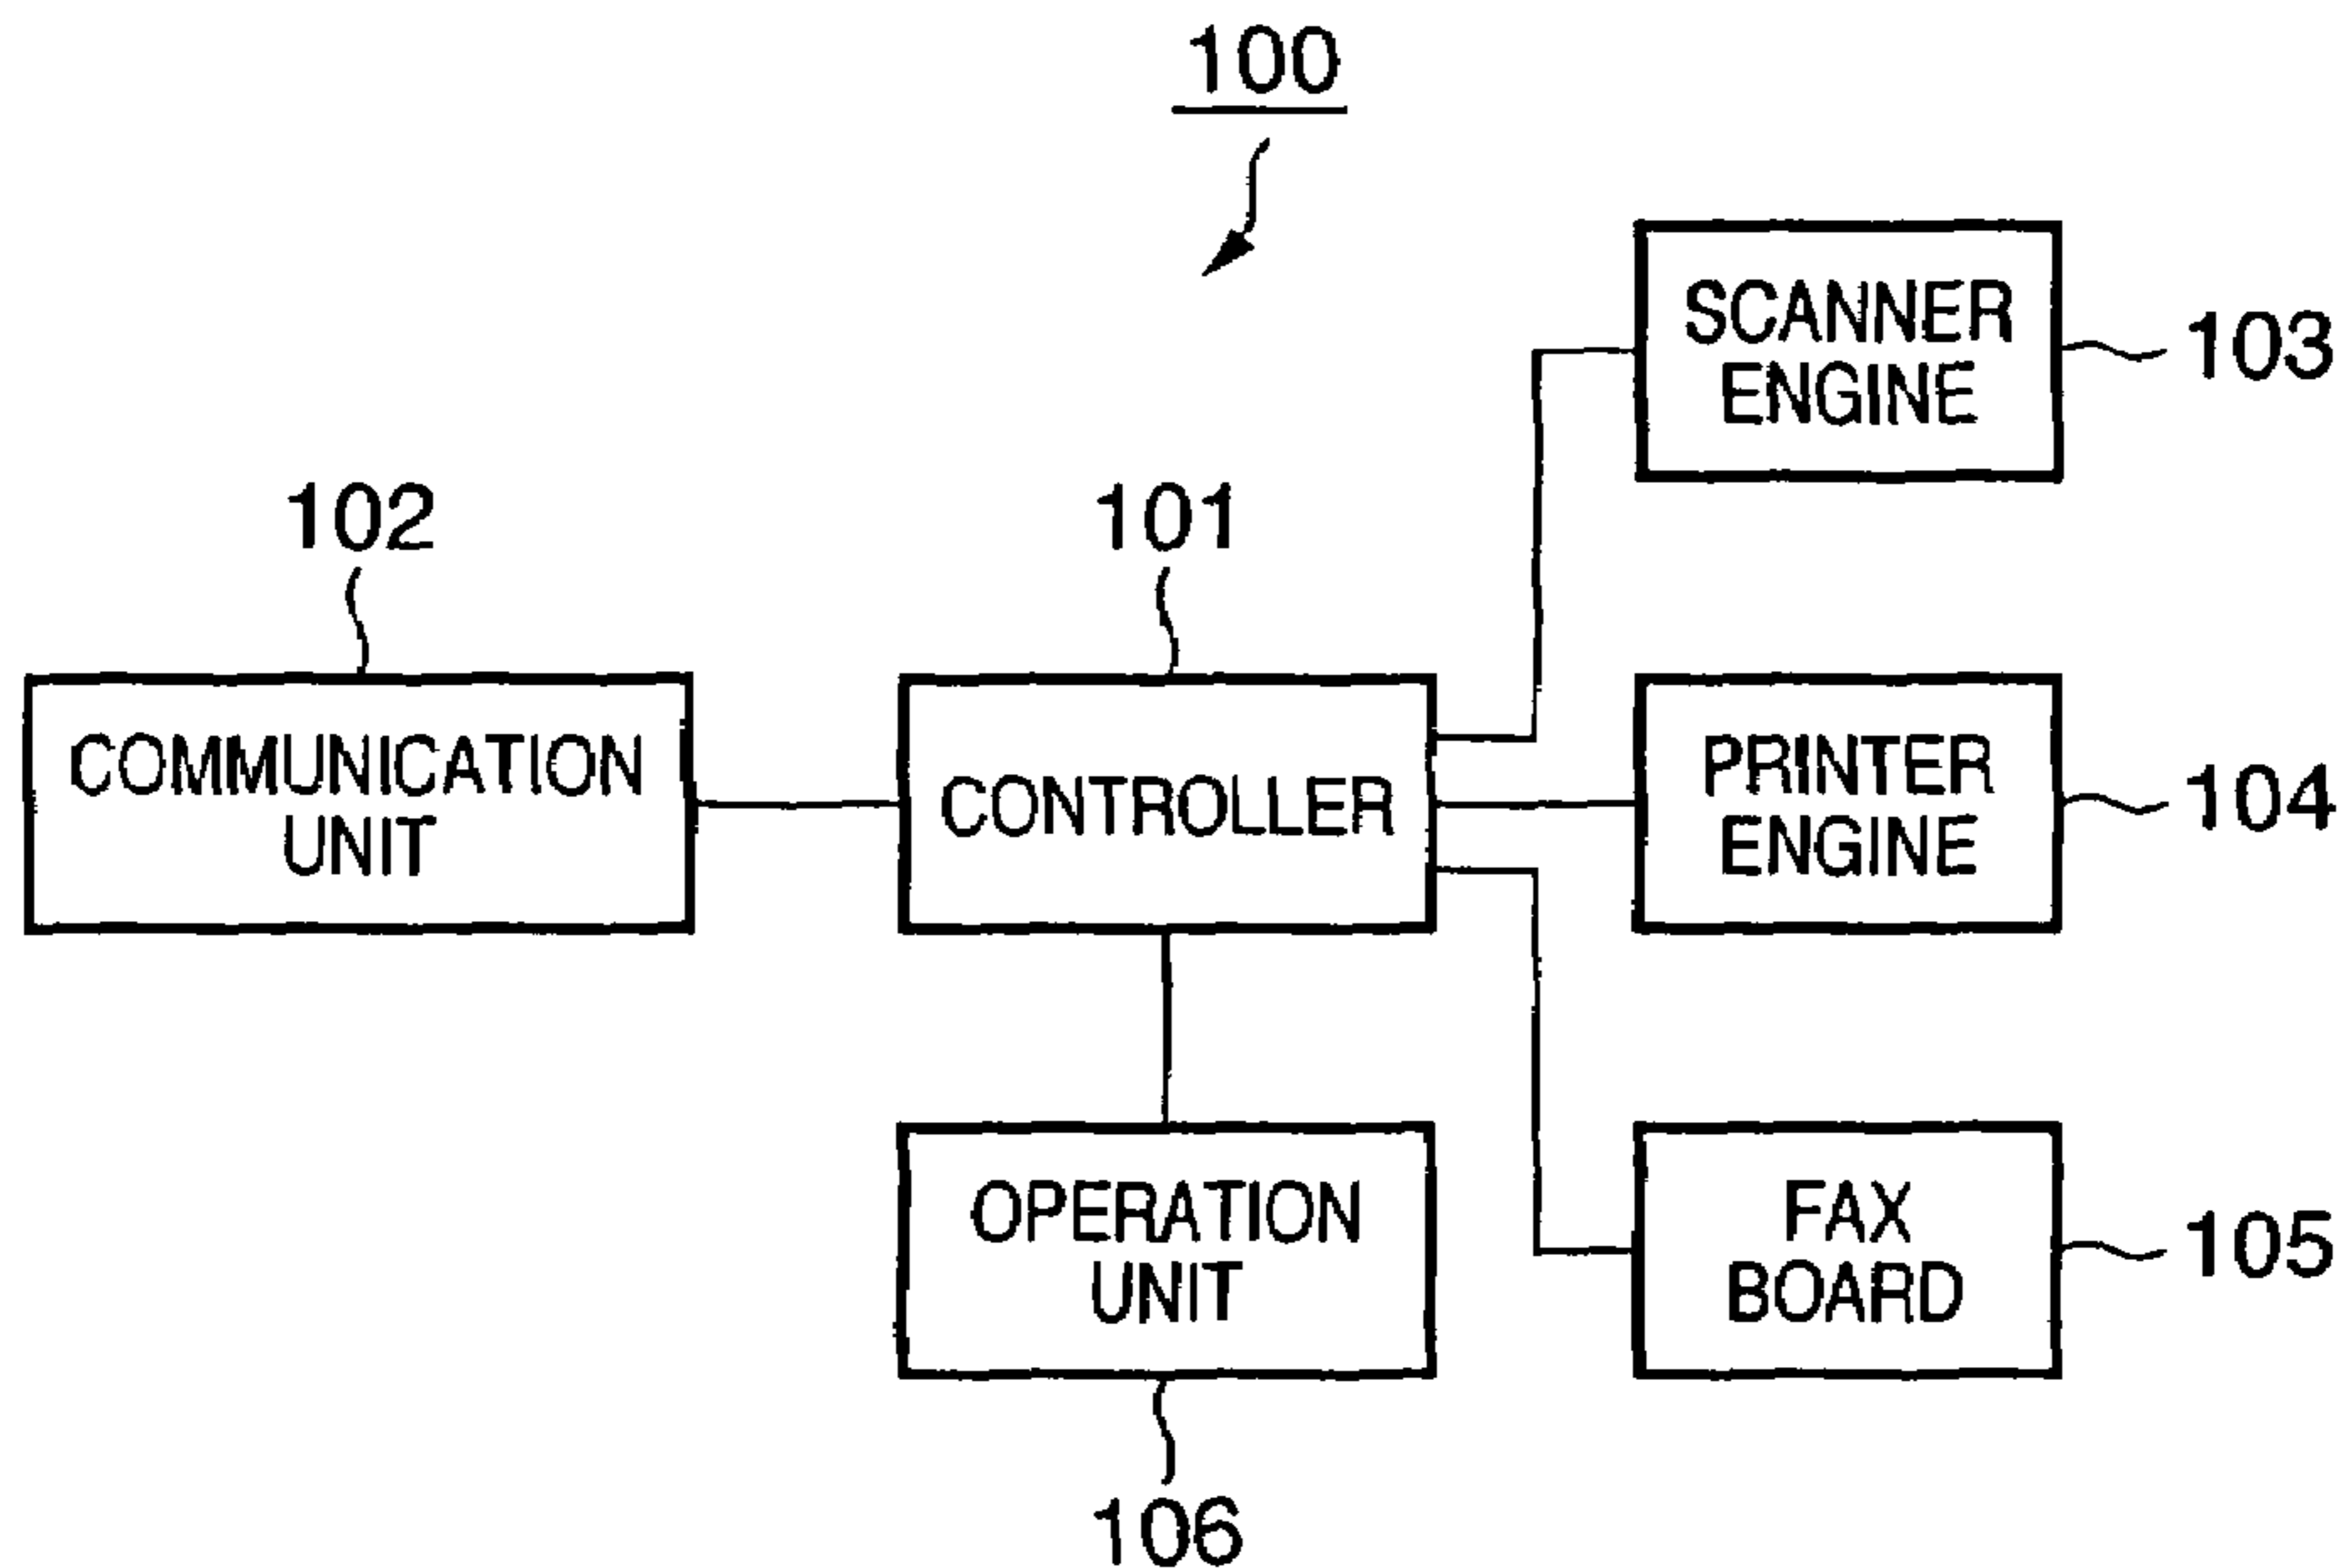 100
SCANNER
ENGINE
103
102
101
COMMUNICATION
UNIT
CONTROLLER
PRINTER
ENGINE
104
OPERATION
UNIT
FAX
BOARD
105
106